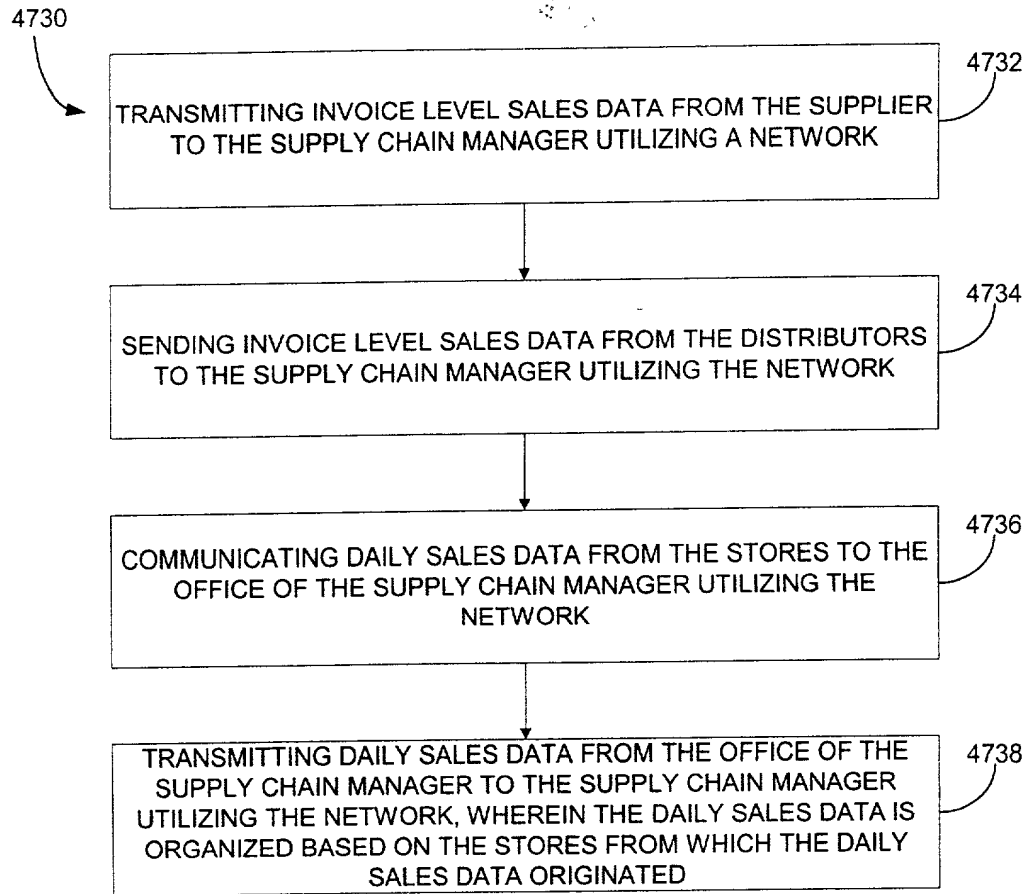 4730
4732
TRANSMITTING INVOICE LEVEL SALES DATA FROM THE SUPPLIER
TO THE SUPPLY CHAIN MANAGER UTILIZING A NETWORK
4734
SENDING INVOICE LEVEL SALES DATA FROM THE DISTRIBUTORS
TO THE SUPPLY CHAIN MANAGER UTILIZING THE NETWORK
4736
COMMUNICATING DAILY SALES DATA FROM THE STORES TO THE
OFFICE OF THE SUPPLY CHAIN MANAGER UTILIZING THE
NETWORK
4738
TRANSMITTING DAILY SALES DATA FROM THE OFFICE OF THE
SUPPLY CHAIN MANAGER TO THE SUPPLY CHAIN MANAGER
UTILIZING THE NETWORK, WHEREIN THE DAILY SALES DATA IS
ORGANIZED BASED ON THE STORES FROM WHICH THE DAILY
SALES DATA ORIGINATED